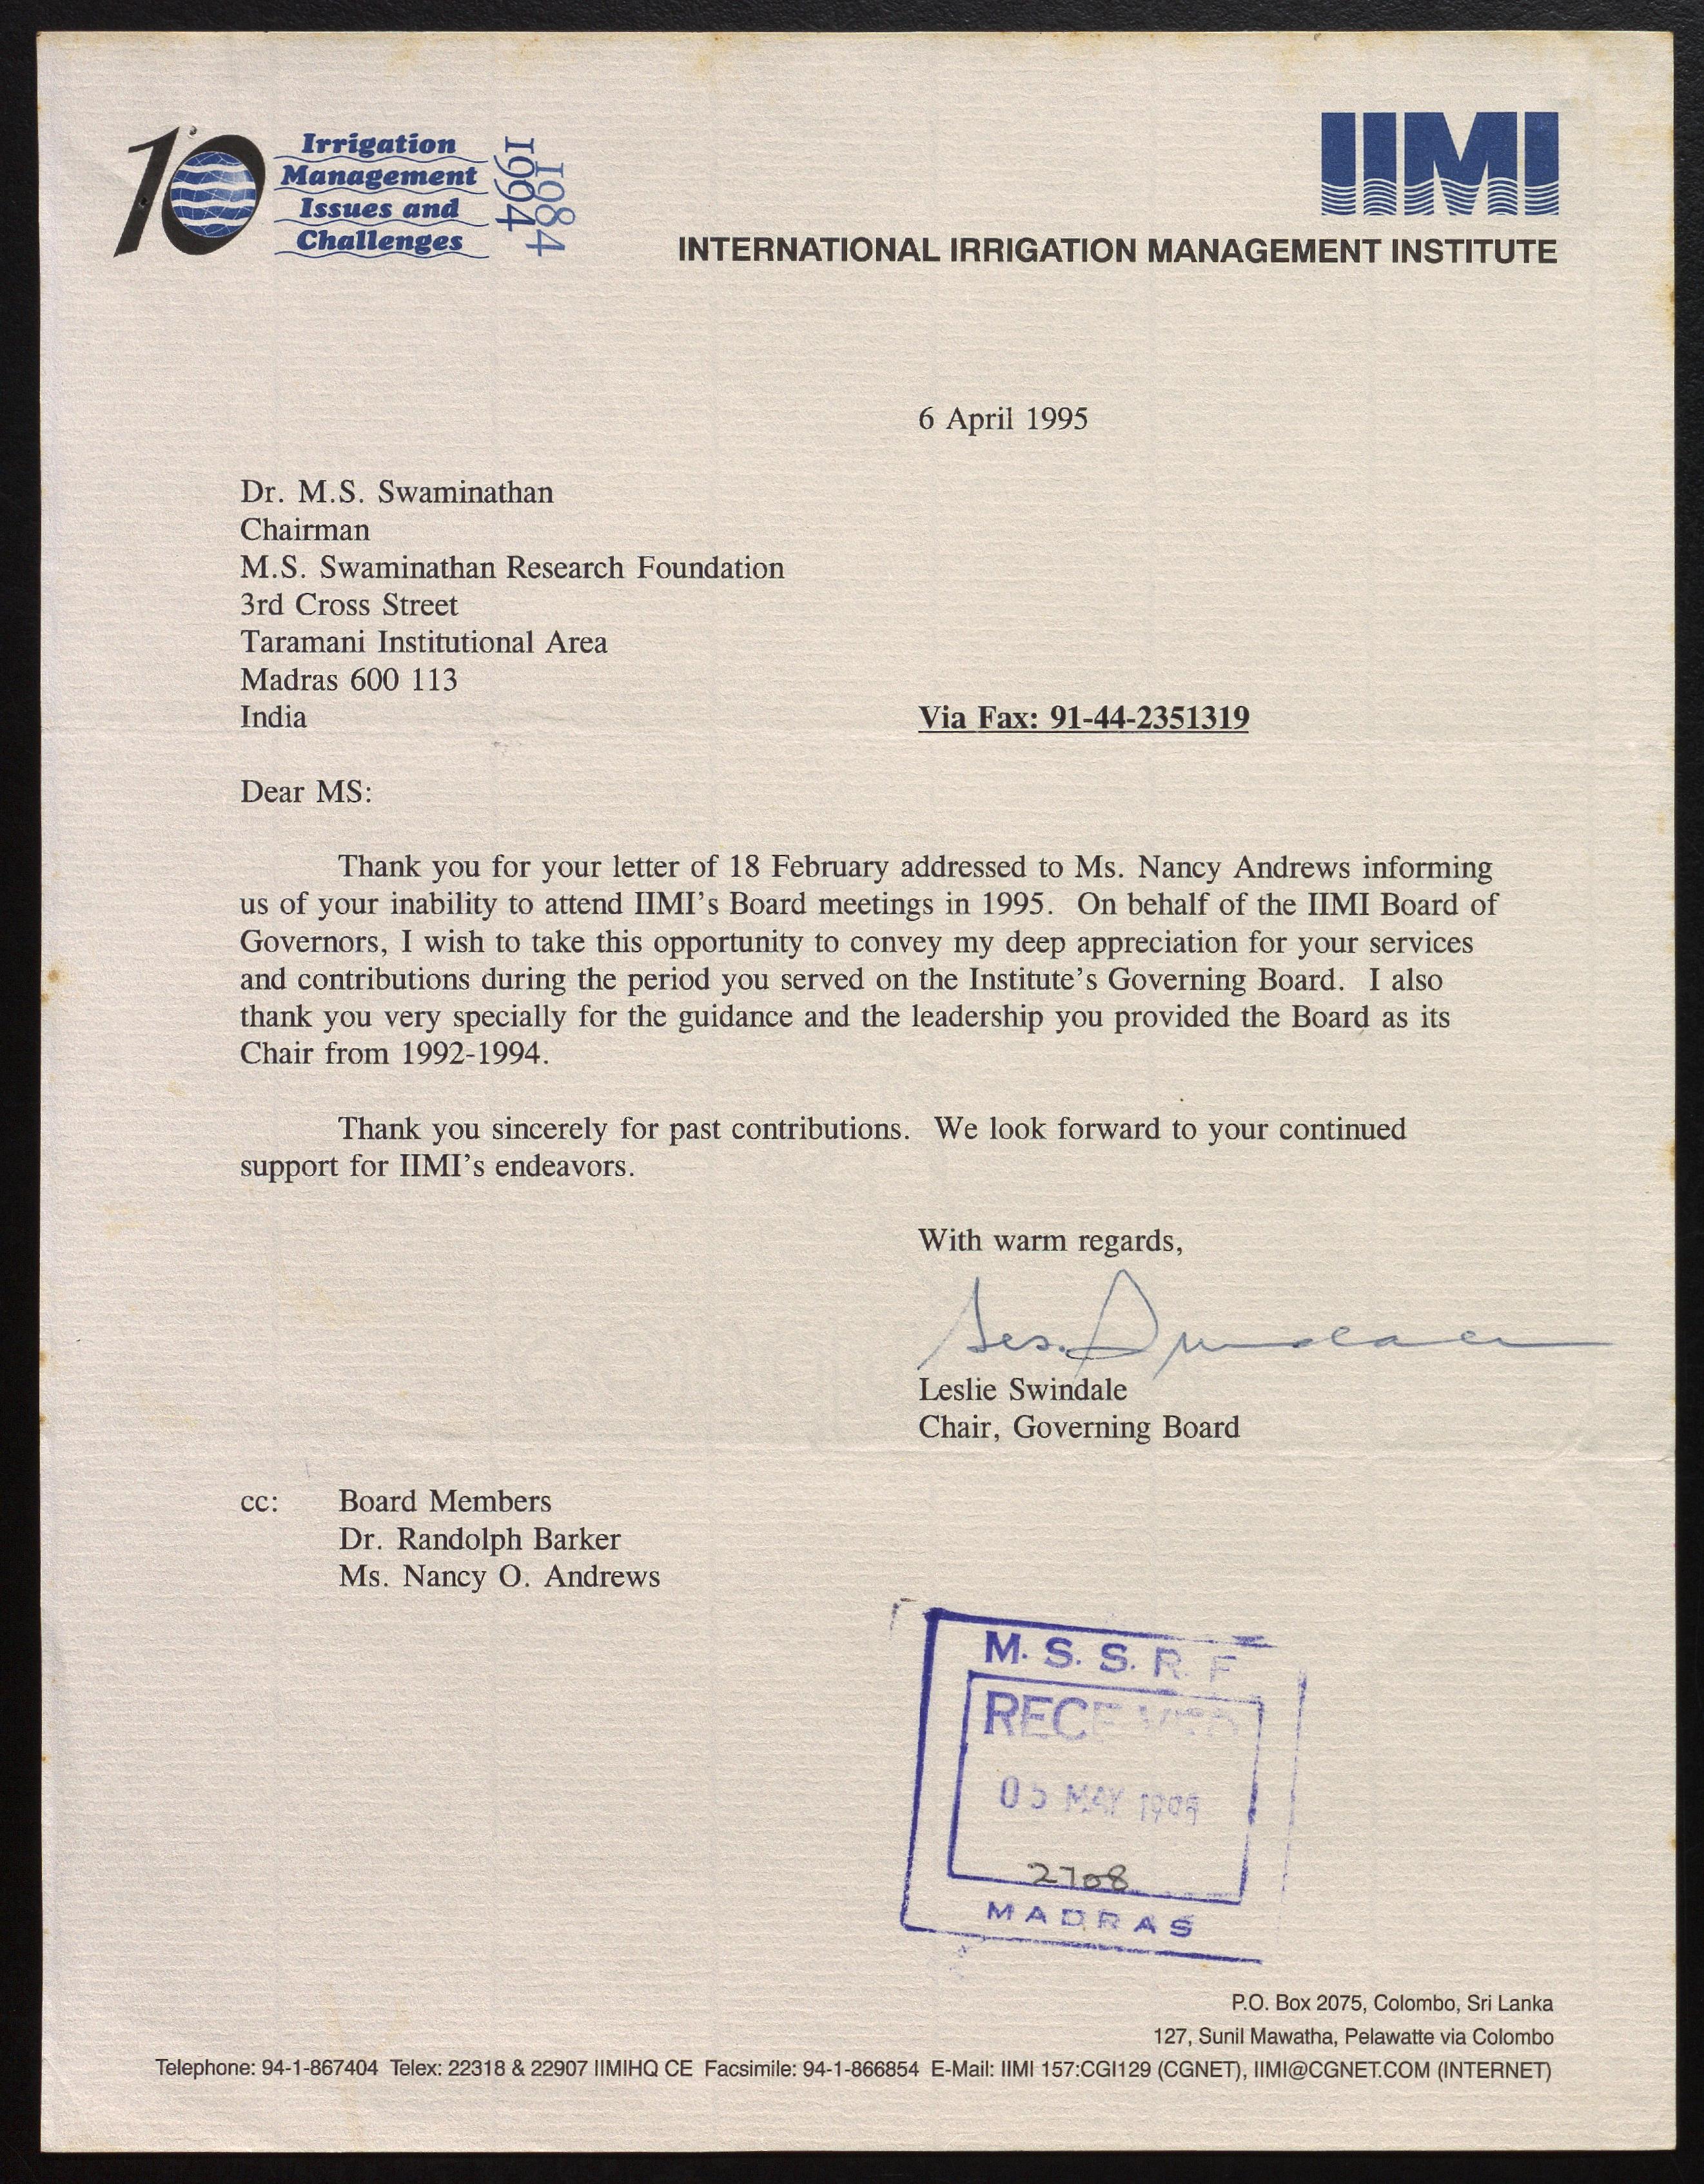 10
Irrigation
Management
Issues and
Challenges
1984
1994
IIMI
INTERNATIONAL IRRIGATION MANAGEMENT INSTITUTE
6 April 1995
Dr. M.S. Swaminathan
Chairman
M.S. Swaminathan Research Foundation
3rd Cross Street
Taramani Institutional Area
Madras 600 113
India
Via Fax: 91-44-2351319
Dear MS:
Thank you for your letter of 18 February addressed to Ms. Nancy Andrews informing
us of your inability to attend IIMI's Board meetings in 1995. On behalf of the IIMI Board of
Governors, I wish to take this opportunity to convey my deep appreciation for your services
and contributions during the period you served on the Institute's Governing Board. I also
thank you very specially for the guidance and the leadership you provided the Board as its
Chair from 1992-1994.
Thank you sincerely for past contributions. We look forward to your continued
support for IIMI's endeavors.
With warm regards,
Les. Swindale
Leslie Swindale
Chair, Governing Board
cc: Board Members
Dr. Randolph Barker
Ms. Nancy O. Andrews
M. S. S. R. F
RECEIVED
05 MAY
2708
MADRAS
P.O. Box 2075, Colombo, Sri Lanka
127, Sunil Mawatha, Pelawatte via Colombo
Telephone: 94-1-867404 Telex: 22318 & 22907 IIMIHQ CE Facsimile: 94-1-866854 E-Mail: IIMI 157:CGI129 (CGNET), IIMI@CGNET.COM (INTERNET)